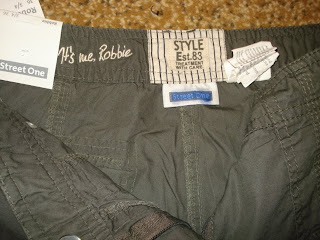 Street One
It's me, Robbie
STYLE
Est.83
TREATMENT
WITH CARE
Street One